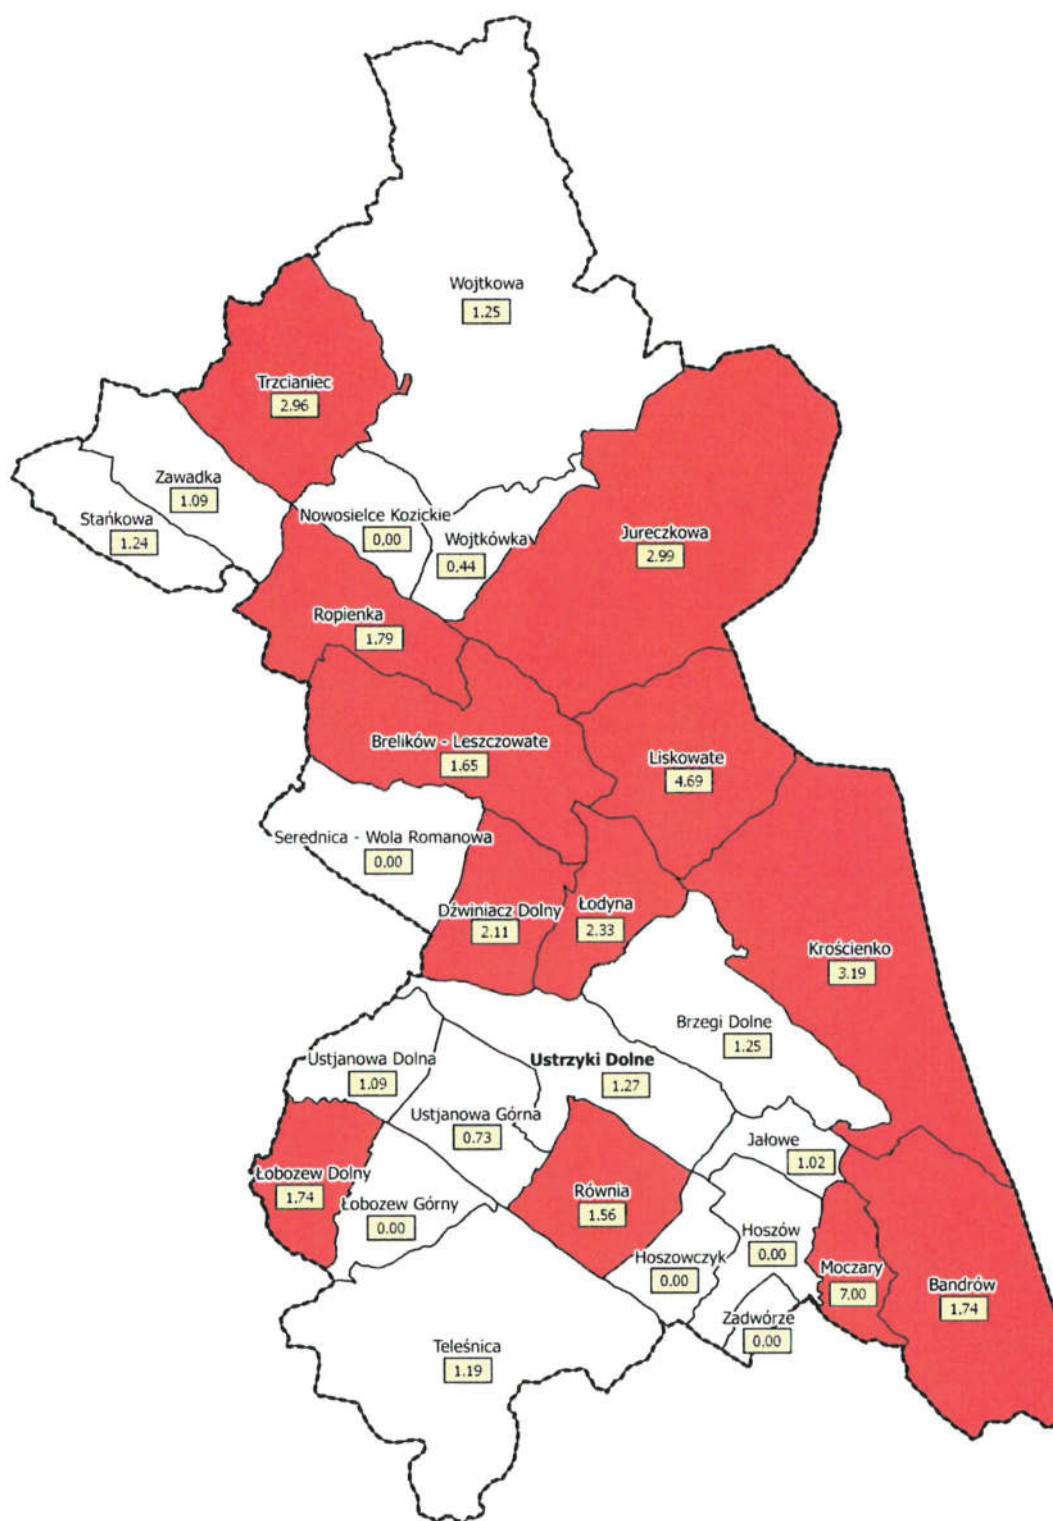 Wojtkowa
1.25
Trzcianiec
2.96
Zawadka
1.09
Stańkowa
1.24
Nowosielce Kozickie
0,00
Wojtkówka
0.44
Jureczkowa
2.99
Ropienka
1.79
Brelików - Leszczowate
1.65
Liskowate
4.69
Serednica - Wola Romanowa
0.00
Dźwiniacz Dolny
2.11
Łodyna
2.33
Krościenko
3.19
Brzegi Dolne
1.25
Ustjanowa Dolna
1.09
Ustrzyki Dolne
1.27
Ustjanowa Górna
0.73
Jałowe
1.02
Łobozew Dolny
1.74
Łobozew Górny
0.00
Równia
1.56
Hoszów
0.00
Hoszowczyk
0.00
Moczary
7.00
Bandrów
1.74
Zadwórze
0.00
Teleśnica
1.19